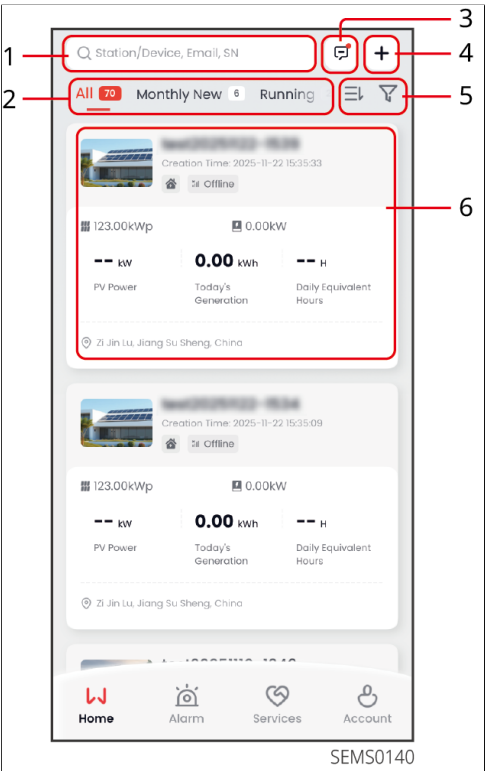 3
1
Station/Device, Email, SN
4
2
All 70 Monthly New 6 Running
5
Creation Time: 2025-11-22 15:35:33
Offline
6
123.00kWp 0.00kW
-- kW 0.00 kWh -- H
PV Power Today's Daily Equivalent
Generation Hours
Zi Jin Lu, Jiang Su Sheng, China
Creation Time: 2025-11-22 15:35:09
Offline
123.00kWp 0.00kW
-- kW 0.00 kWh -- H
PV Power Today's Daily Equivalent
Generation Hours
Zi Jin Lu, Jiang Su Sheng, China
Home Alarm Services Account
SEMS0140